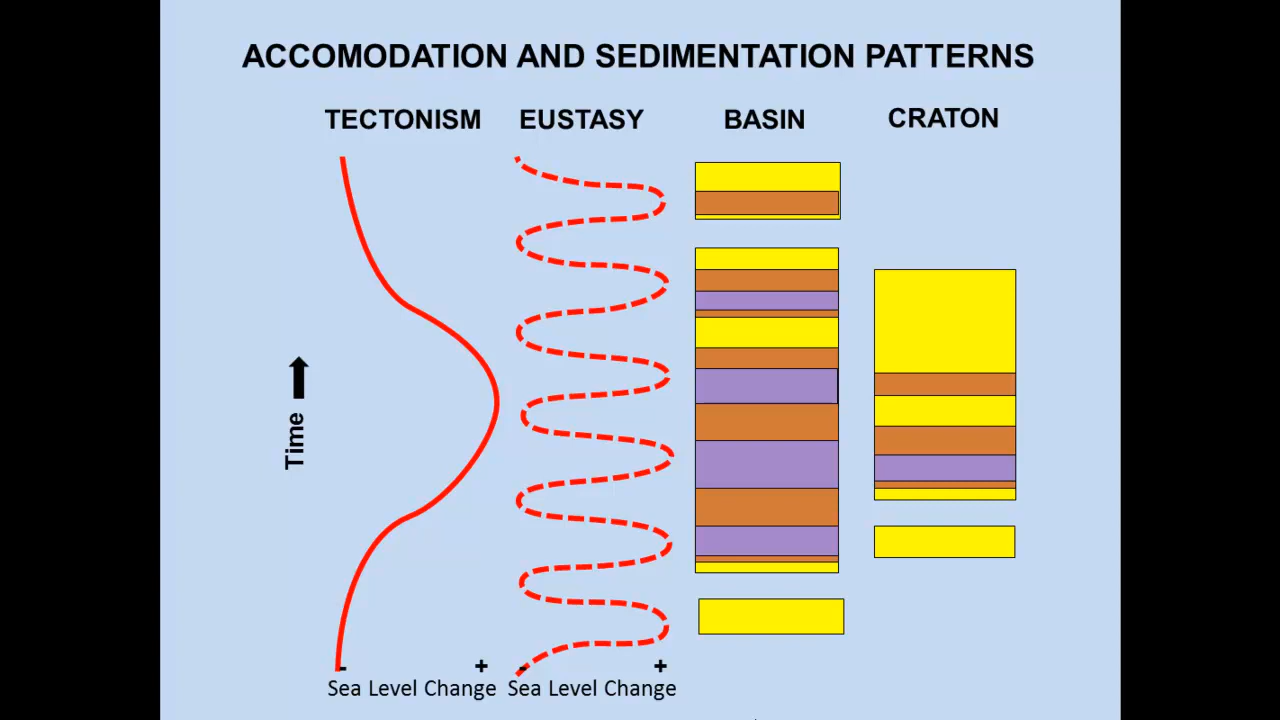 ACCOMODATION AND SEDIMENTATION PATTERNS
TECTONISM EUSTASY BASIN CRATON
Time
- + - +
Sea Level Change Sea Level Change